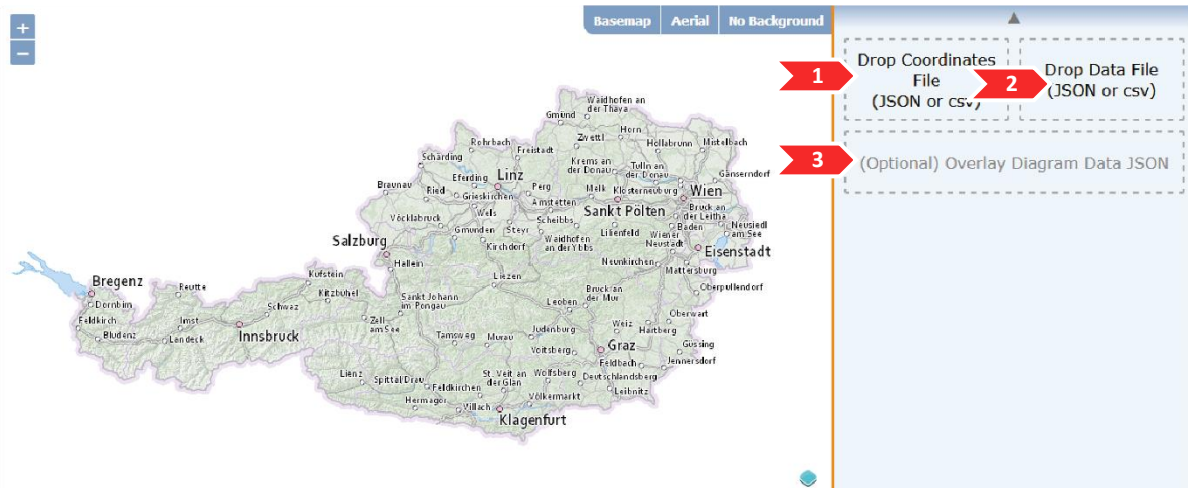 +
−
Basemap
Aerial
No Background
▲
1
Drop Coordinates
File
(JSON or csv)
2
Drop Data File
(JSON or csv)
3
(Optional) Overlay Diagram Data JSON
Waidhofen an
der Thaya
Gmünd
Zwettl
Horn
Hollabrunn
Mistelbach
Rohrbach
Freistadt
Schärding
Krems an
der Donau
Tulln an
der Donau
Gänserndorf
Linz
Eferding
Perg
Braunau
Ried
Grieskirchen
Amstetten
Melk
Klosterneuburg
Wien
Wels
Sankt Pölten
Bruck an
der Leitha
Vöcklabruck
Scheibbs
Baden
Neusiedl
am See
Gmunden
Steyr
Lilienfeld
Wiener
Neustadt
Salzburg
Kirchdorf
Waidhofen
an der Ybbs
Eisenstadt
Hallein
Neunkirchen
Mattersburg
Kufstein
Liezen
Bregenz
Reutte
Kitzbühel
Bruck an
der Mur
Oberpullendorf
Dornbirn
Schwaz
Sankt Johann
im Pongau
Leoben
Feldkirch
Imst
Zell
am See
Oberwart
Bludenz
Landeck
Innsbruck
Tamsweg
Murau
Judenburg
Weiz
Hartberg
Voitsberg
Graz
Güssing
Feldbach
Jennersdorf
Lienz
Spittal/Drau
Feldkirchen
St. Veit an
der Glan
Wolfsberg
Deutschlandsberg
Leibnitz
Hermagor
Villach
Völkermarkt
Klagenfurt